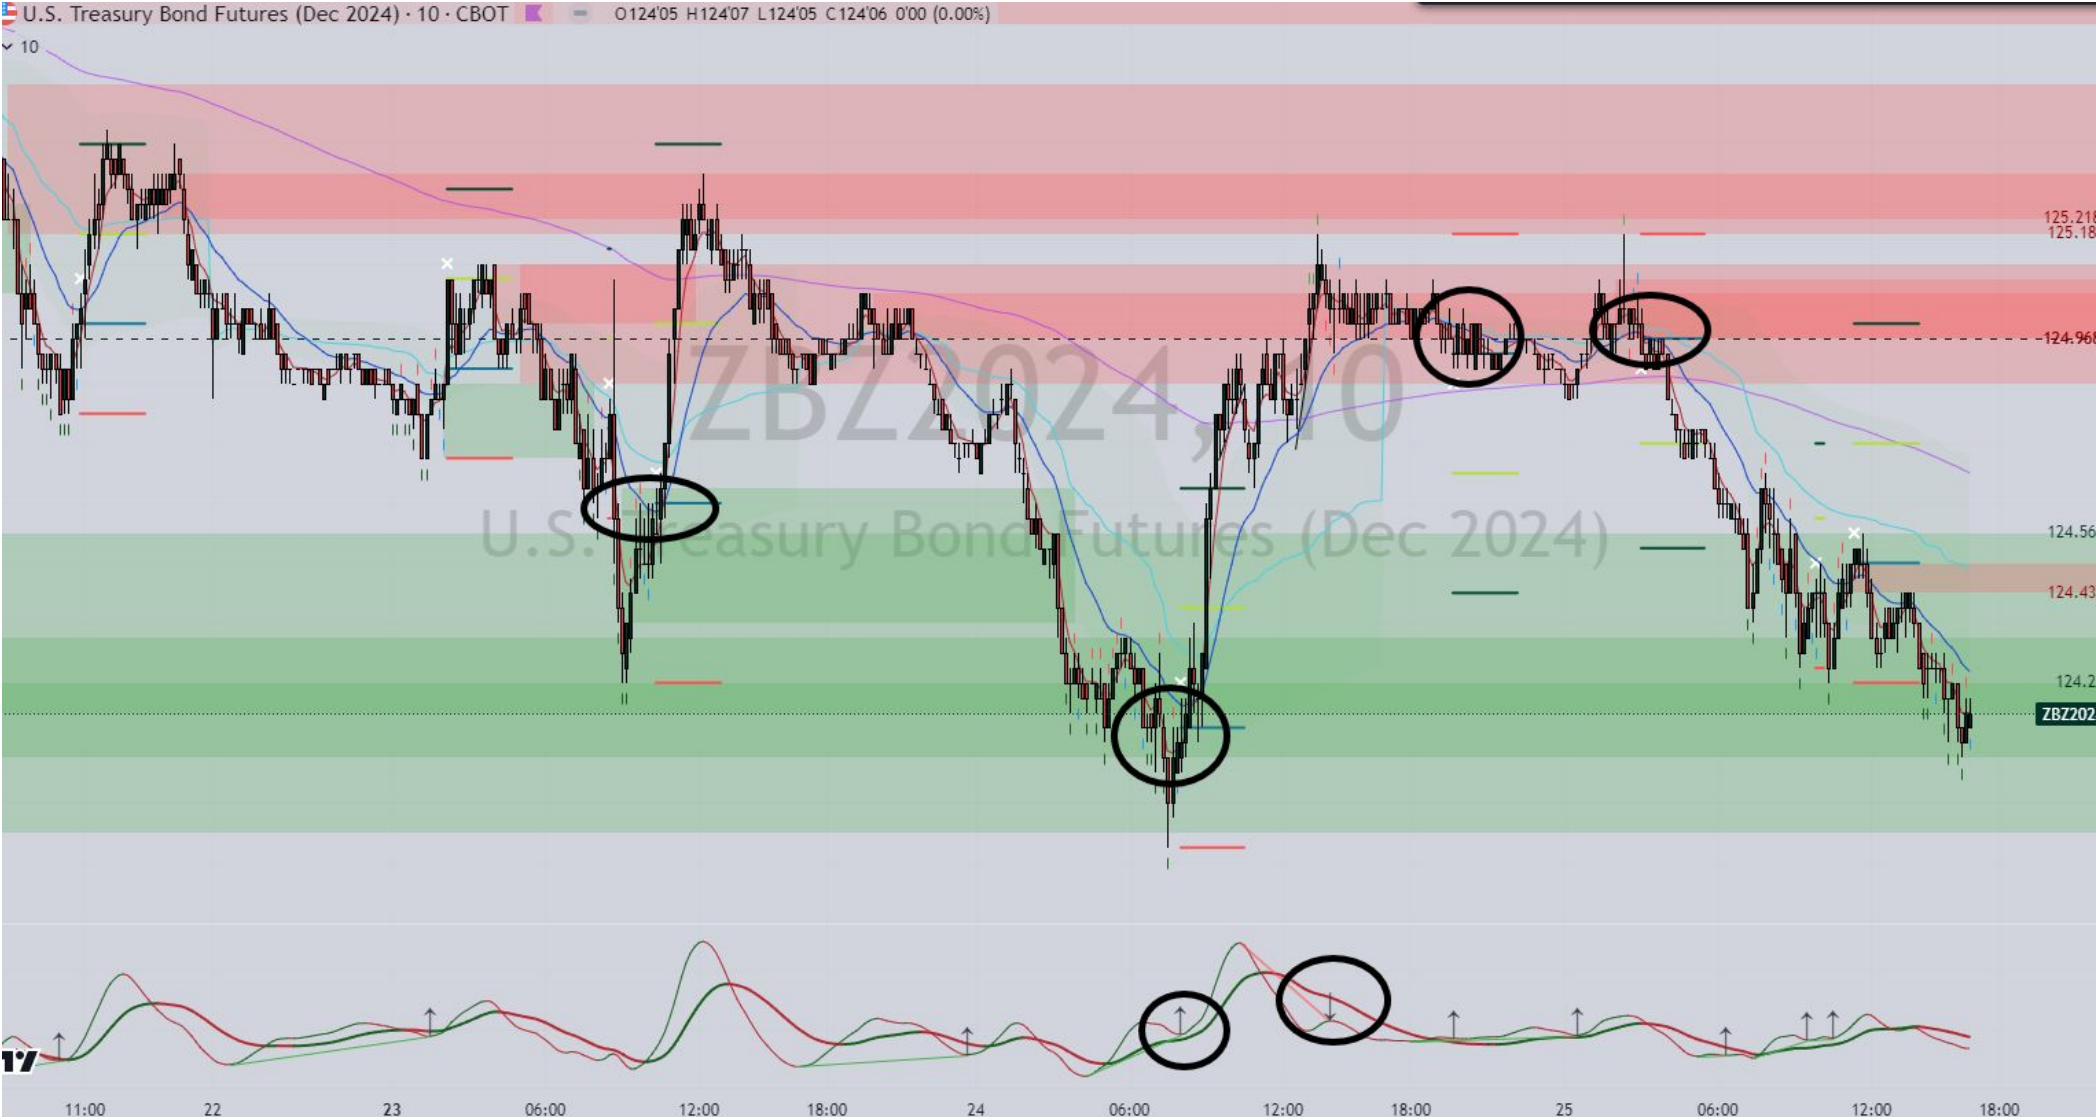 U.S. Treasury Bond Futures (Dec 2024) · 10 · CBOT O124'05 H124'07 L124'05 C124'06 0'00 (0.00%)
10
125.218
125.18
124.968
ZBZ2024, 10
U.S. Treasury Bond Futures (Dec 2024)
124.56
124.43
124.2
ZBZ202
11:00 22 23 06:00 12:00 18:00 24 06:00 12:00 18:00 25 06:00 12:00 18:00